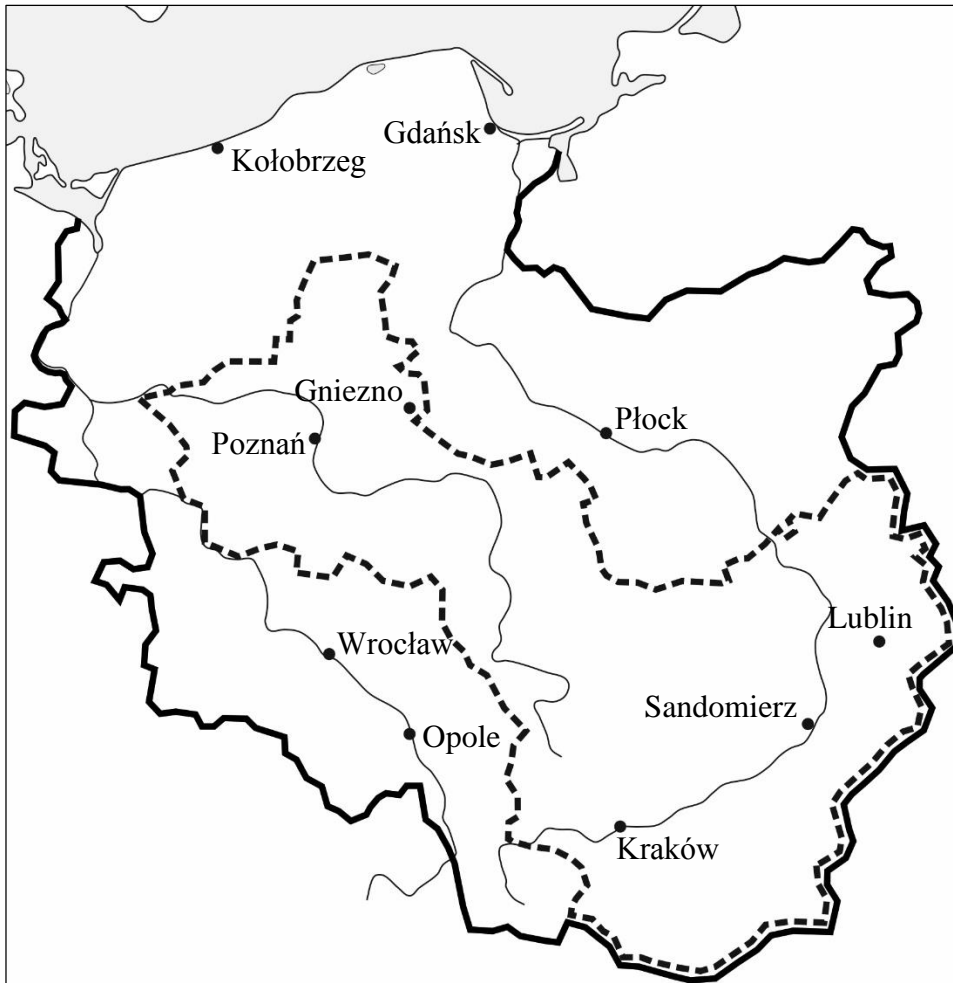 Gdańsk
Kołobrzeg
Gniezno
Płock
Poznań
Lublin
Wrocław
Sandomierz
Opole
Kraków